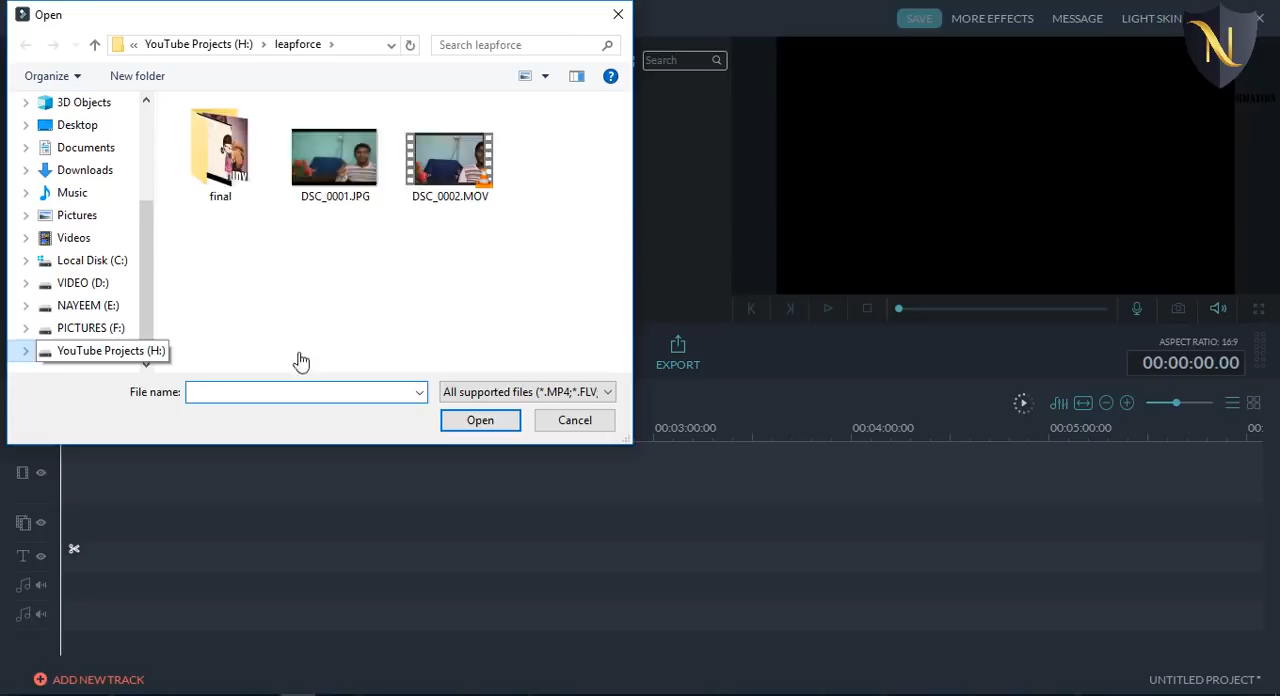 Open
« YouTube Projects (H:) > leapforce >
Search leapforce
Organize
New folder
3D Objects
Desktop
Documents
Downloads
Music
Pictures
Videos
Local Disk (C:)
VIDEO (D:)
NAYEEM (E:)
PICTURES (F:)
YouTube Projects (H:)
final
DSC_0001.JPG
DSC_0002.MOV
File name:
All supported files (*.MP4;*.FLV,
Open
Cancel
SAVE
MORE EFFECTS
MESSAGE
LIGHT SKIN
N
Search
EXPORT
ASPECT RATIO: 16:9
00:00:00.00
00:03:00:00
00:04:00:00
00:05:00:00
00:
T
ADD NEW TRACK
UNTITLED PROJECT *